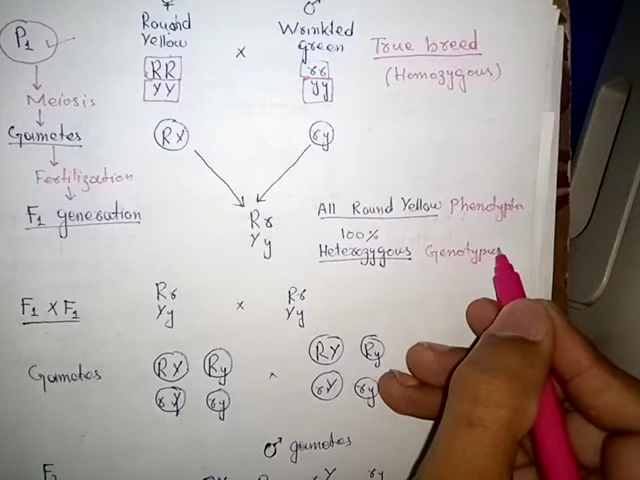 ♀ ♂
P1 Round Wrinkled
Yellow × green True breed
RR rr (Homozygous)
YY yy
Meiosis
Gametes RY ry
Fertilization
F1 generation Rr All Round Yellow Phenotype
Yy 100%
Heterozygous Genotype
F1 × F1 Rr × Rr
Yy Yy
Gametes RY Ry × RY Ry
rY ry rY ry
♂ gametes
rY ry